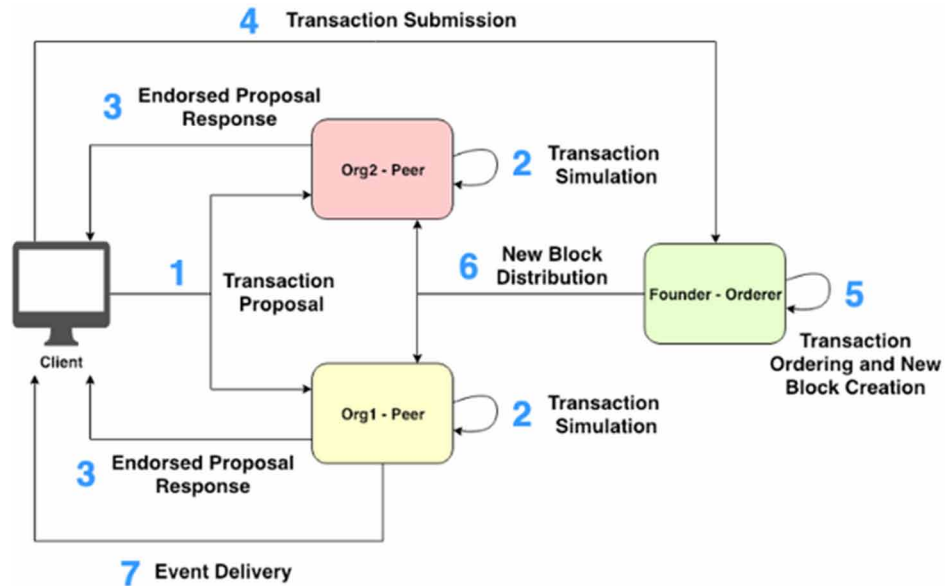 4 Transaction Submission
3 Endorsed Proposal
Response
Org2 - Peer
2 Transaction
Simulation
1 Transaction
Proposal
6 New Block
Distribution
Founder - Orderer
5
Transaction
Ordering and New
Block Creation
Client
Org1 - Peer
2 Transaction
Simulation
3 Endorsed Proposal
Response
7 Event Delivery